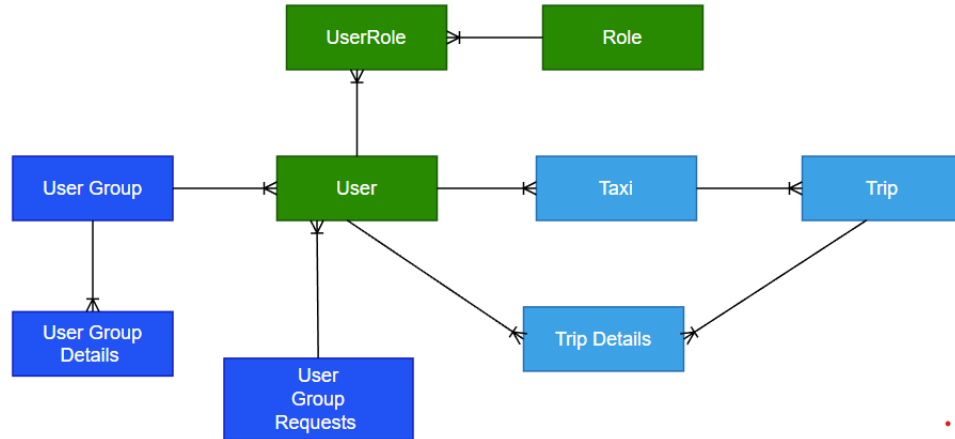 UserRole
Role
User Group
User
Taxi
Trip
User Group
Details
Trip Details
User
Group
Requests